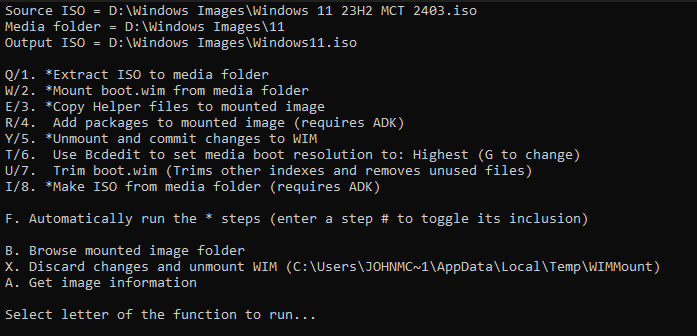 Source ISO = D:\Windows Images\Windows 11 23H2 MCT 2403.iso
Media folder = D:\Windows Images\11
Output ISO = D:\Windows Images\Windows11.iso
Q/1. *Extract ISO to media folder
W/2. *Mount boot.wim from media folder
E/3. *Copy Helper files to mounted image
R/4.  Add packages to mounted image (requires ADK)
Y/5. *Unmount and commit changes to WIM
T/6.  Use Bcdedit to set media boot resolution to: Highest (G to change)
U/7.  Trim boot.wim (Trims other indexes and removes unused files)
I/8. *Make ISO from media folder (requires ADK)
F. Automatically run the * steps (enter a step # to toggle its inclusion)
B. Browse mounted image folder
X. Discard changes and unmount WIM (C:\Users\JOHNMC~1\AppData\Local\Temp\WIMMount)
A. Get image information
Select letter of the function to run...